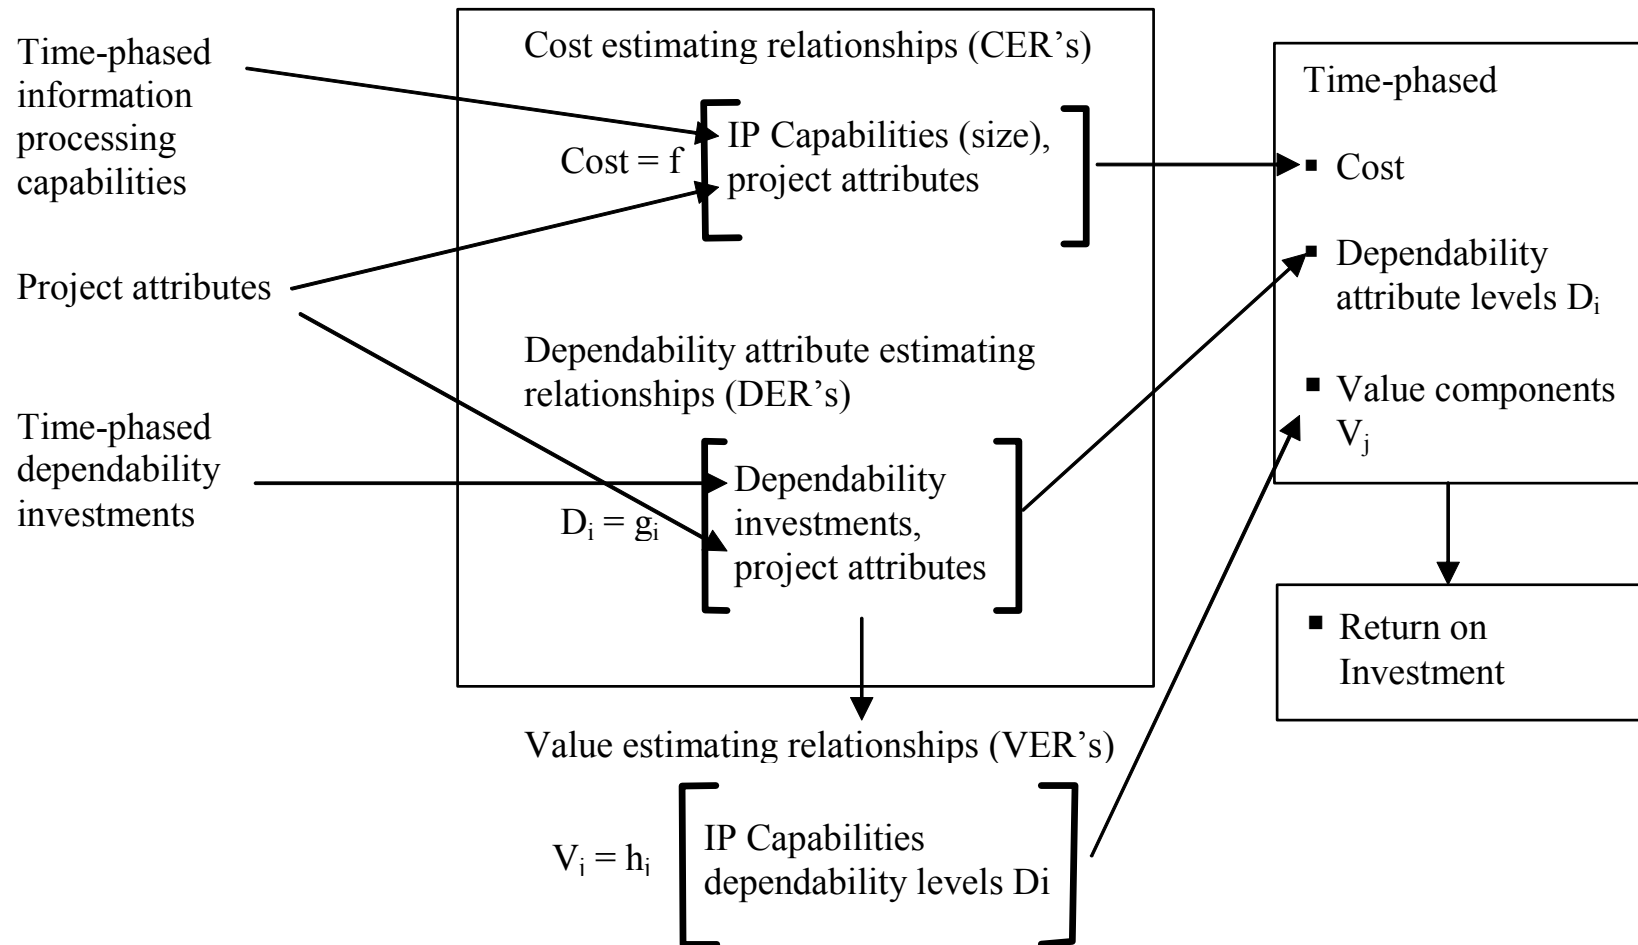 Time-phased
information
processing
capabilities
Project attributes
Time-phased
dependability
investments
Cost estimating relationships (CER’s)
Cost = f
IP Capabilities (size),
project attributes
Dependability attribute estimating
relationships (DER’s)
Dᵢ = gᵢ
Dependability
investments,
project attributes
Value estimating relationships (VER’s)
Vⱼ = hⱼ
IP Capabilities
dependability levels Di
Time-phased
▪ Cost
▪ Dependability
attribute levels Dᵢ
▪ Value components
Vⱼ
▪ Return on
Investment